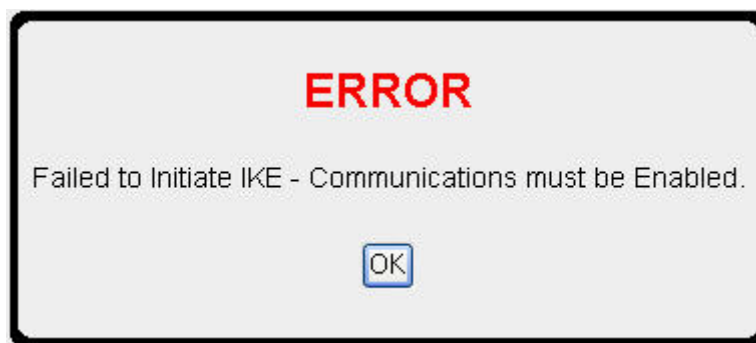 ERROR
Failed to Initiate IKE - Communications must be Enabled.
OK